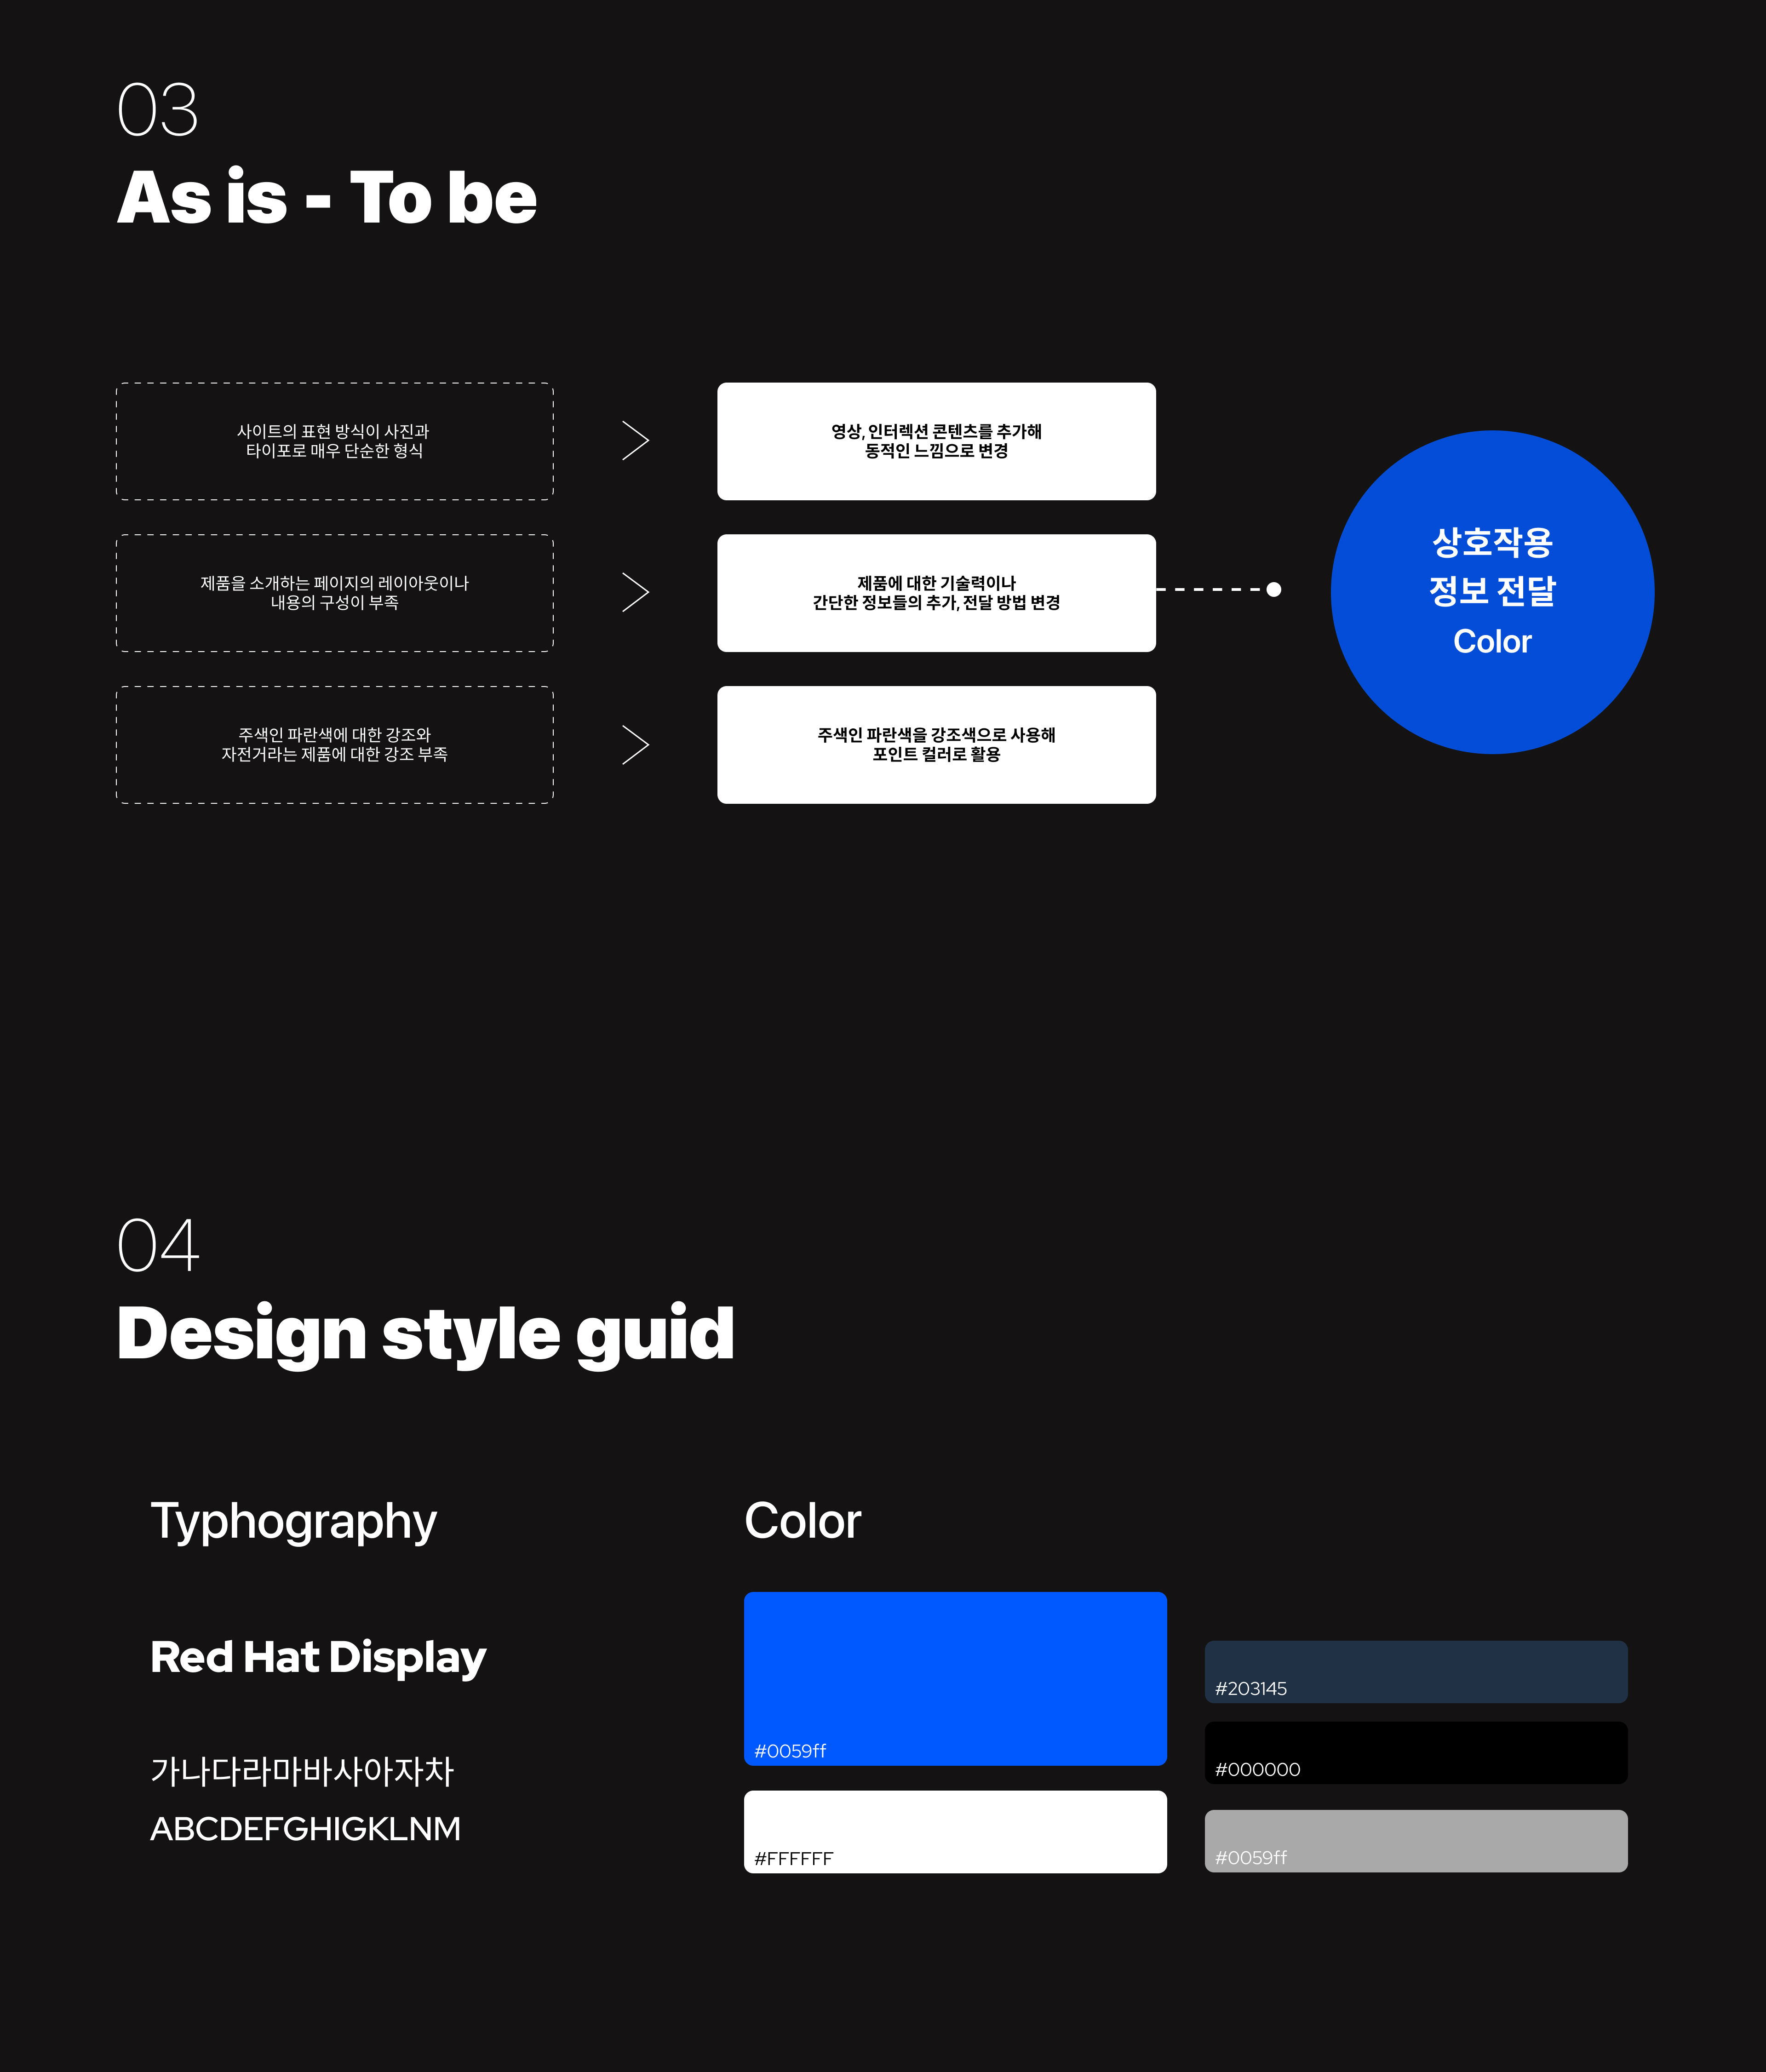 03
As is - To be
사이트의 표현 방식이 사진과
타이포로 매우 단순한 형식
영상, 인터렉션 콘텐츠를 추가해
동적인 느낌으로 변경
제품을 소개하는 페이지의 레이아웃이나
내용의 구성이 부족
제품에 대한 기술력이나
간단한 정보들의 추가, 전달 방법 변경
주색인 파란색에 대한 강조와
자전거라는 제품에 대한 강조 부족
주색인 파란색을 강조색으로 사용해
포인트 컬러로 활용
상호작용
정보 전달
Color
04
Design style guid
Typhography
Red Hat Display
가나다라마바사아자차
ABCDEFGHIGKLNM
Color
#0059ff
#FFFFFF
#203145
#000000
#0059ff